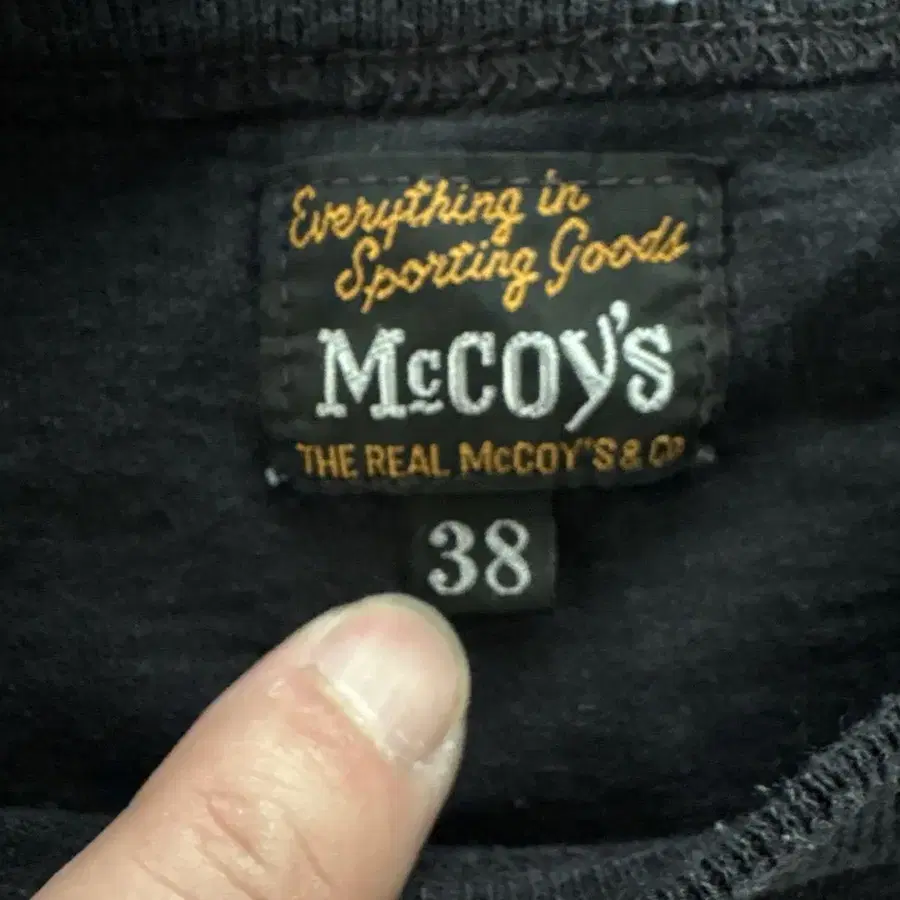 Everything in
Sporting Goods
McCOY'S
THE REAL McCOY'S & CO
38